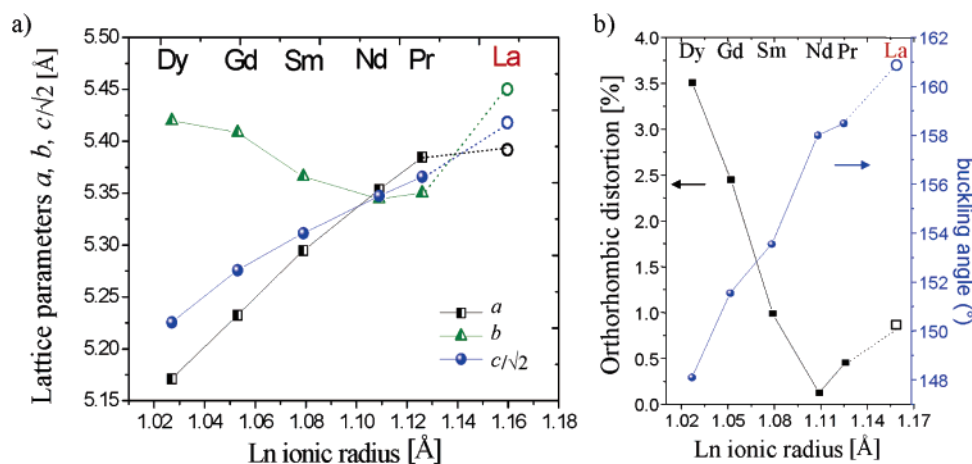 a)
Lattice parameters a, b, c/√2 [Å]
5.50
5.45
5.40
5.35
5.30
5.25
5.20
5.15
Dy Gd Sm Nd Pr La
a
b
c/√2
1.02 1.04 1.06 1.08 1.10 1.12 1.14 1.16 1.18
Ln ionic radius [Å]
b)
Orthorhombic distortion [%]
4.0
3.5
3.0
2.5
2.0
1.5
1.0
0.5
0.0
Dy Gd Sm Nd Pr La
162
160
158
156
154
152
150
148
buckling angle (°)
1.02 1.05 1.08 1.11 1.14 1.17
Ln ionic radius [Å]